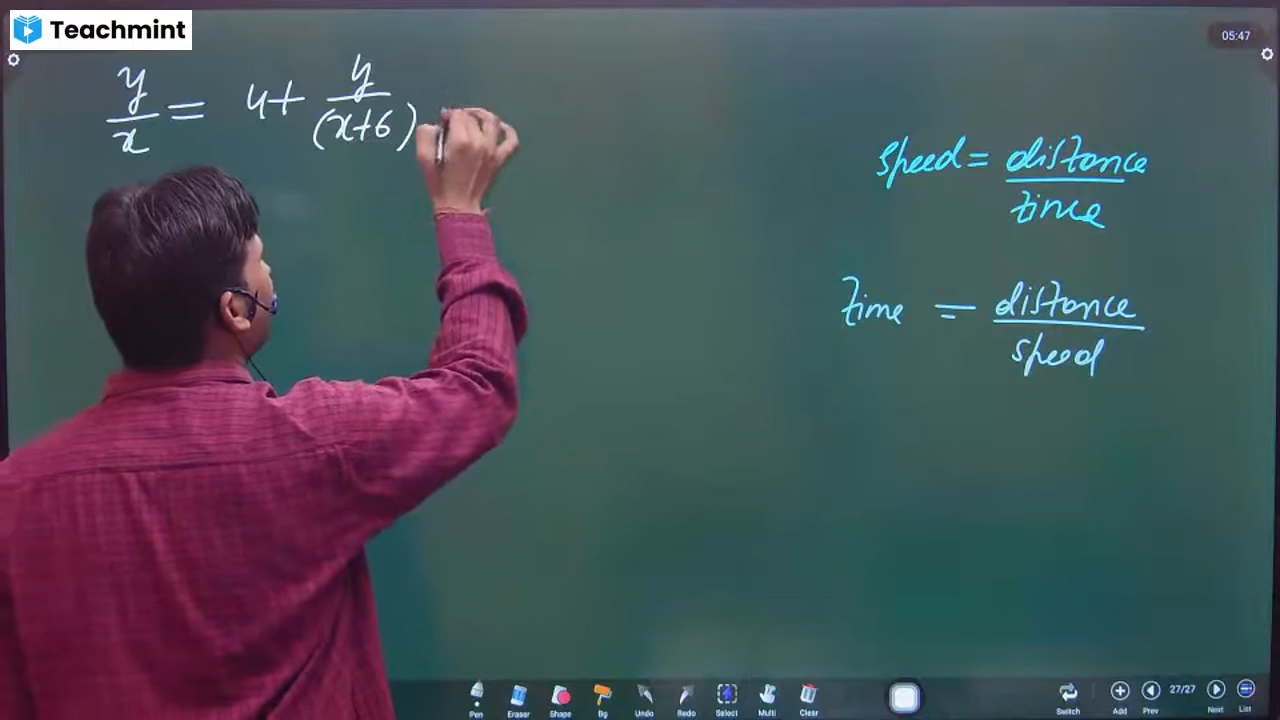 Teachmint
05:47
y/x = 4+ y/(x+6)
speed = distance/time
time = distance/speed
Pen Eraser Shape Bg Undo Redo Select Multi Clear Switch Add Prev 27/27 Next List